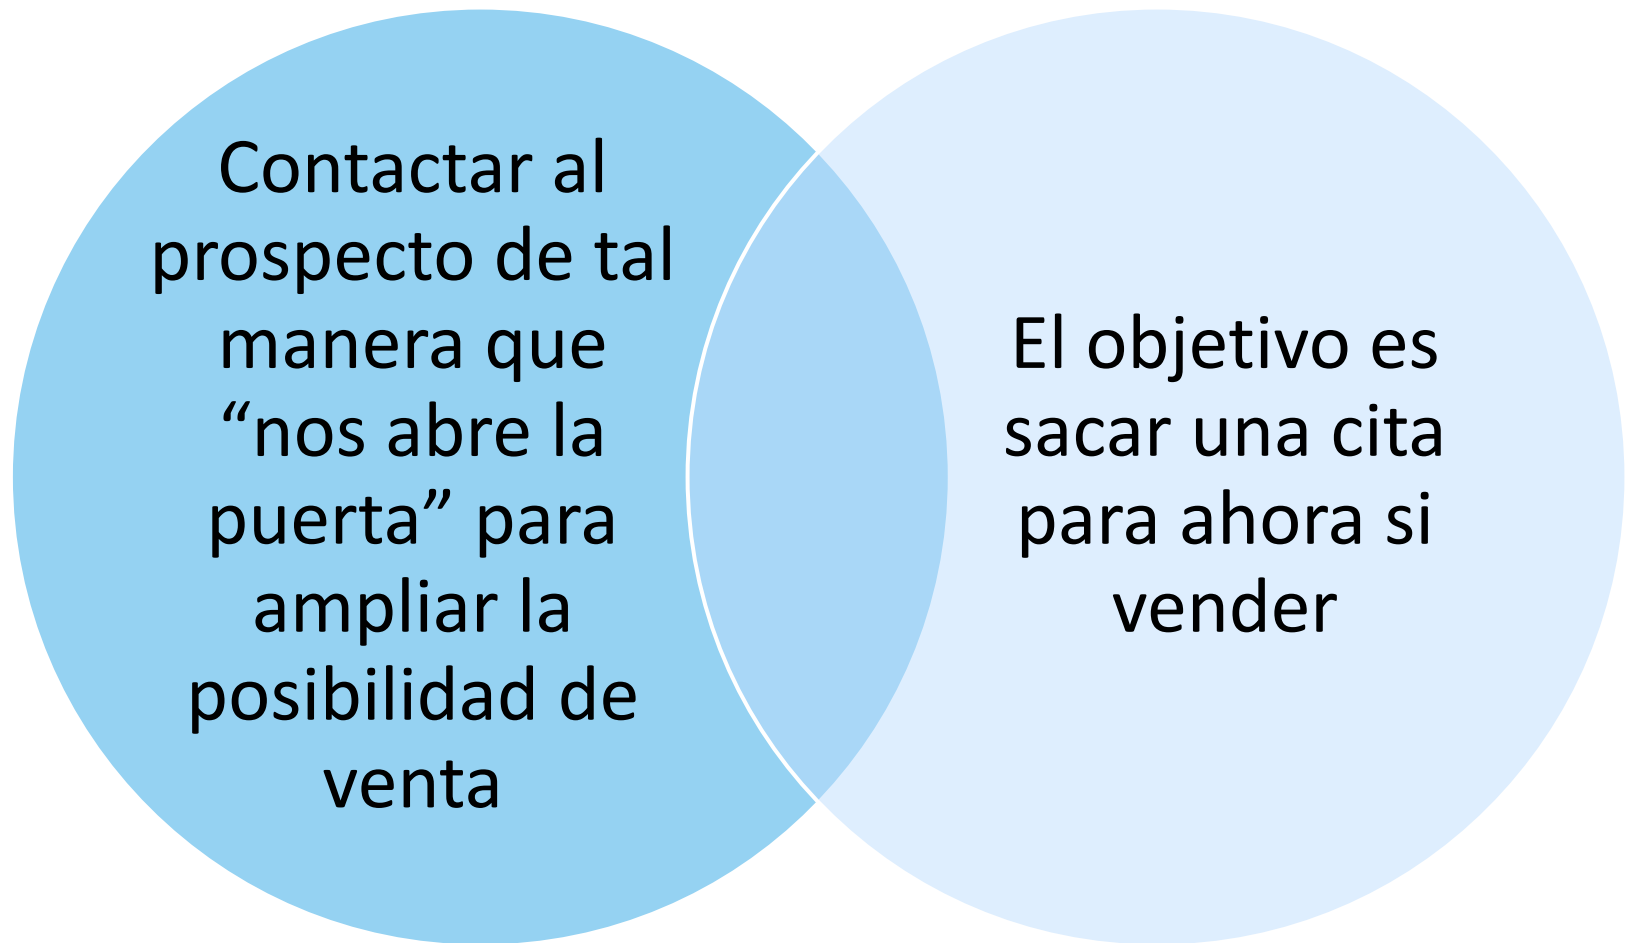 Contactar al
prospecto de tal
manera que
“nos abre la
puerta” para
ampliar la
posibilidad de
venta
El objetivo es
sacar una cita
para ahora si
vender